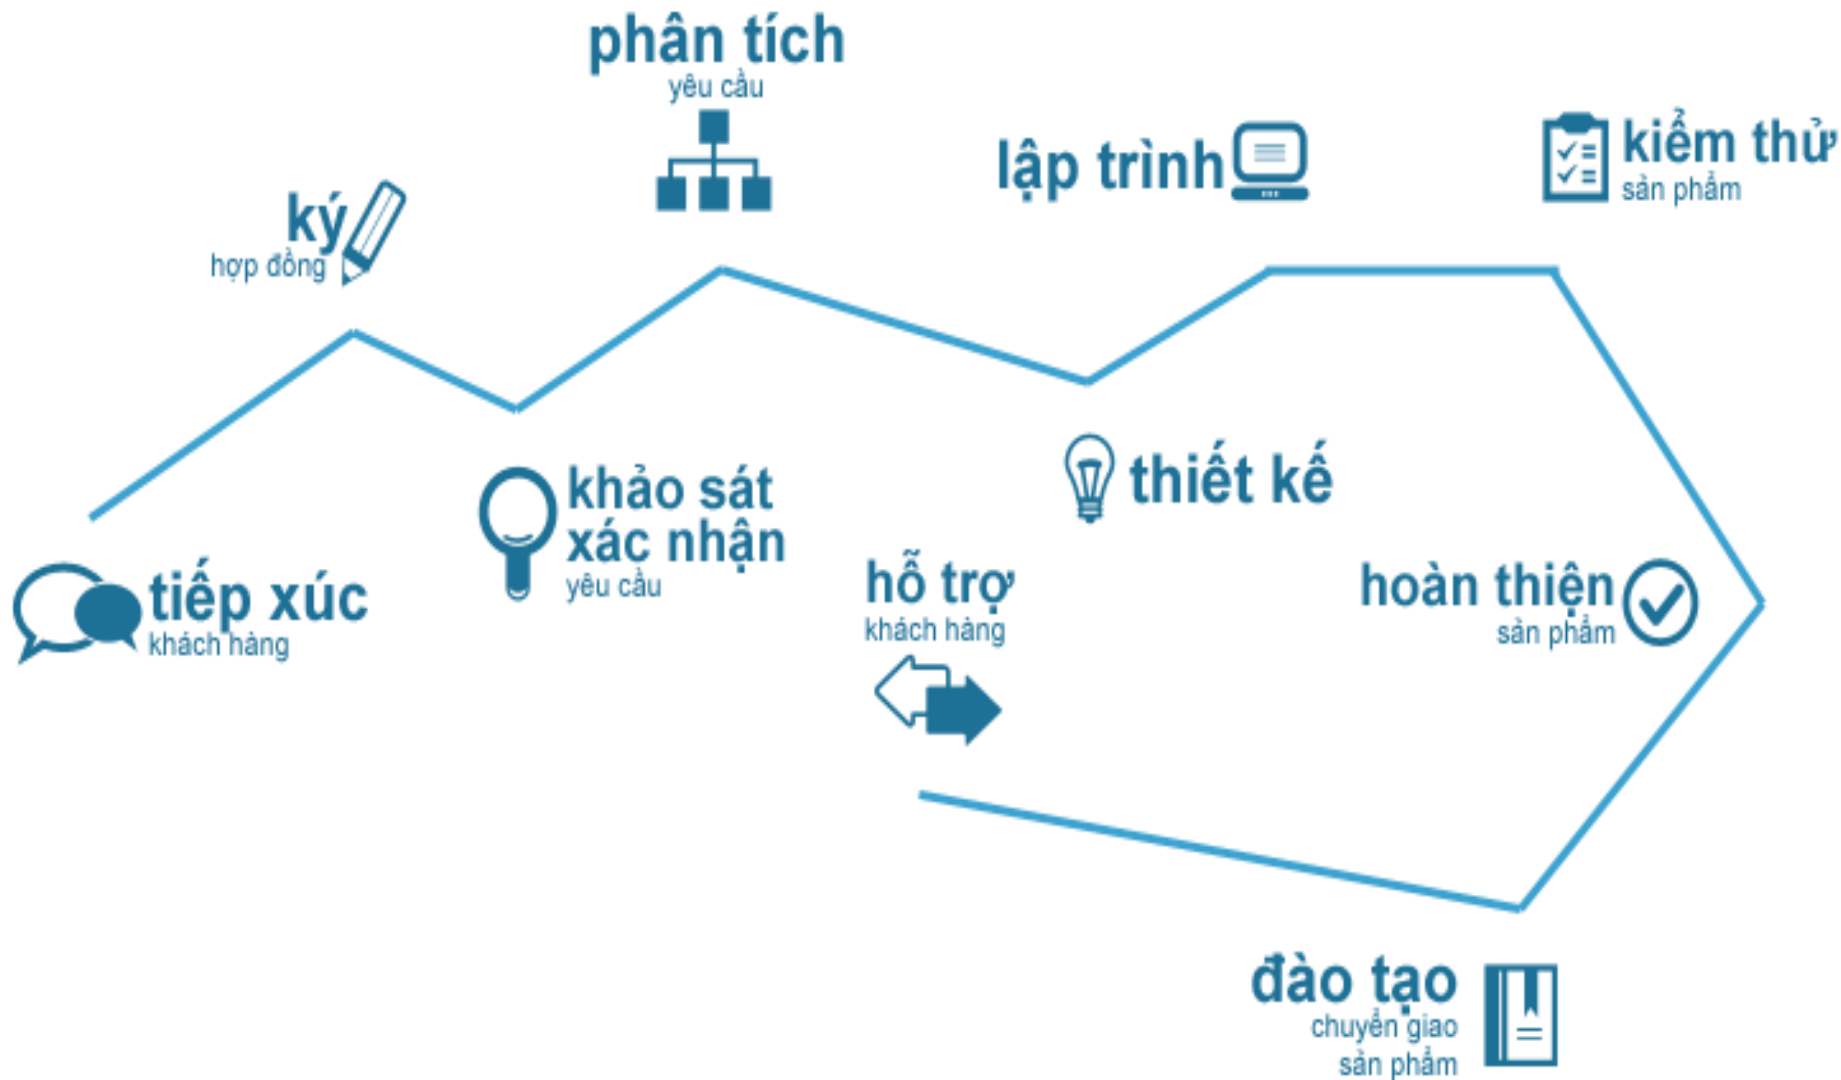 phân tích
yêu cầu
lập trình
kiểm thử
sản phẩm
ký
hợp đồng
khảo sát
xác nhận
yêu cầu
thiết kế
tiếp xúc
khách hàng
hỗ trợ
khách hàng
hoàn thiện
sản phẩm
đào tạo
chuyển giao
sản phẩm